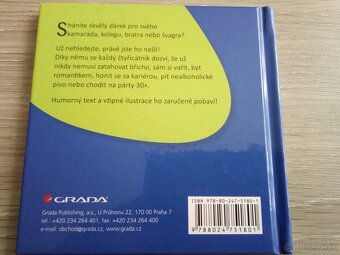 Sháníte skvělý dárek pro svého
kamaráda, kolegu, bratra nebo švagra?
Už nehledejte, právě jste ho našli!
Díky němu se každý čtyřicátník dozví, že už
nikdy nemusí zatahovat břicho, sám si vařit, být
romantikem, honit se za kariérou, pít nealkoholické
pivo nebo chodit na párty 30+.
Humorný text a vtipné ilustrace ho zaručeně pobaví!
GRADA
Grada Publishing, a.s., U Průhonu 22, 170 00 Praha 7
tel.: +420 234 264 401, fax: +420 234 264 400
e-mail: obchod@grada.cz, www.grada.cz
ISBN 978-80-247-5180-1
9 788024 751801